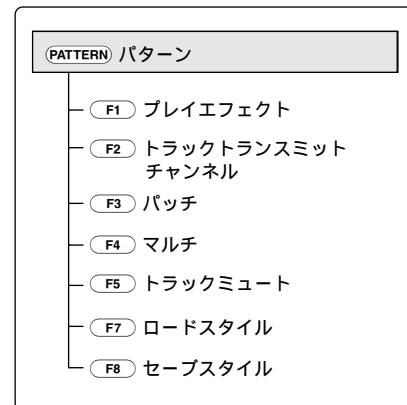 PATTERN パターン
F1 プレイエフェクト
F2 トラックトランスミット
チャンネル
F3 パッチ
F4 マルチ
F5 トラックミュート
F7 ロードスタイル
F8 セーブスタイル